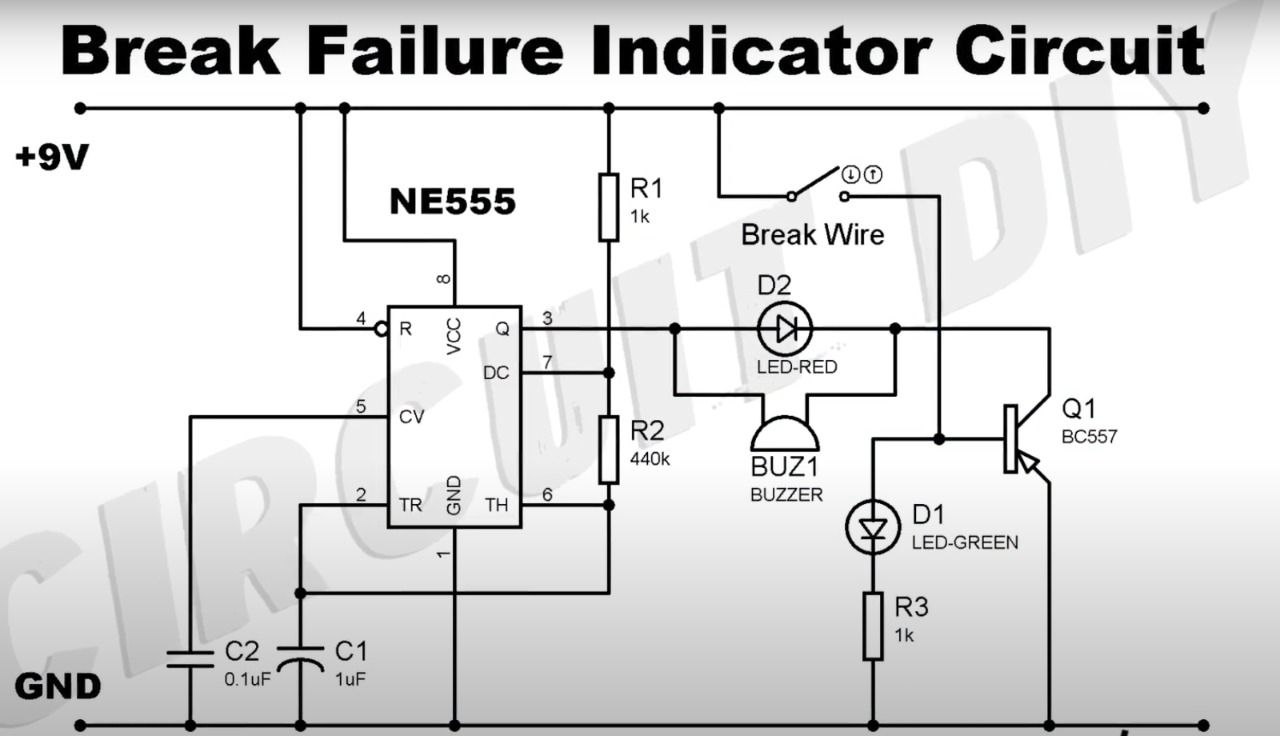 Break Failure Indicator Circuit
+9V
NE555
R1
1k
Break Wire
D2
LED-RED
8
4
R
VCC
Q
3
DC
7
5
CV
R2
440k
BUZ1
BUZZER
Q1
BC557
2
TR
GND
TH
6
1
D1
LED-GREEN
R3
1k
C2
0.1uF
C1
1uF
GND
CIRCUIT DIY